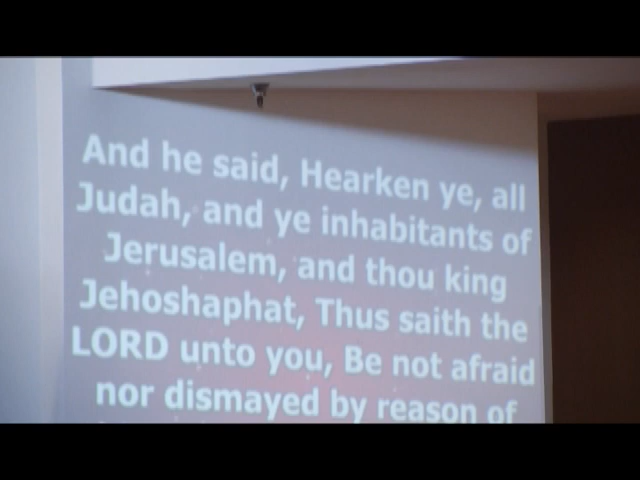 And he said, Hearken ye, all
Judah, and ye inhabitants of
Jerusalem, and thou king
Jehoshaphat, Thus saith the
LORD unto you, Be not afraid
nor dismayed by reason of